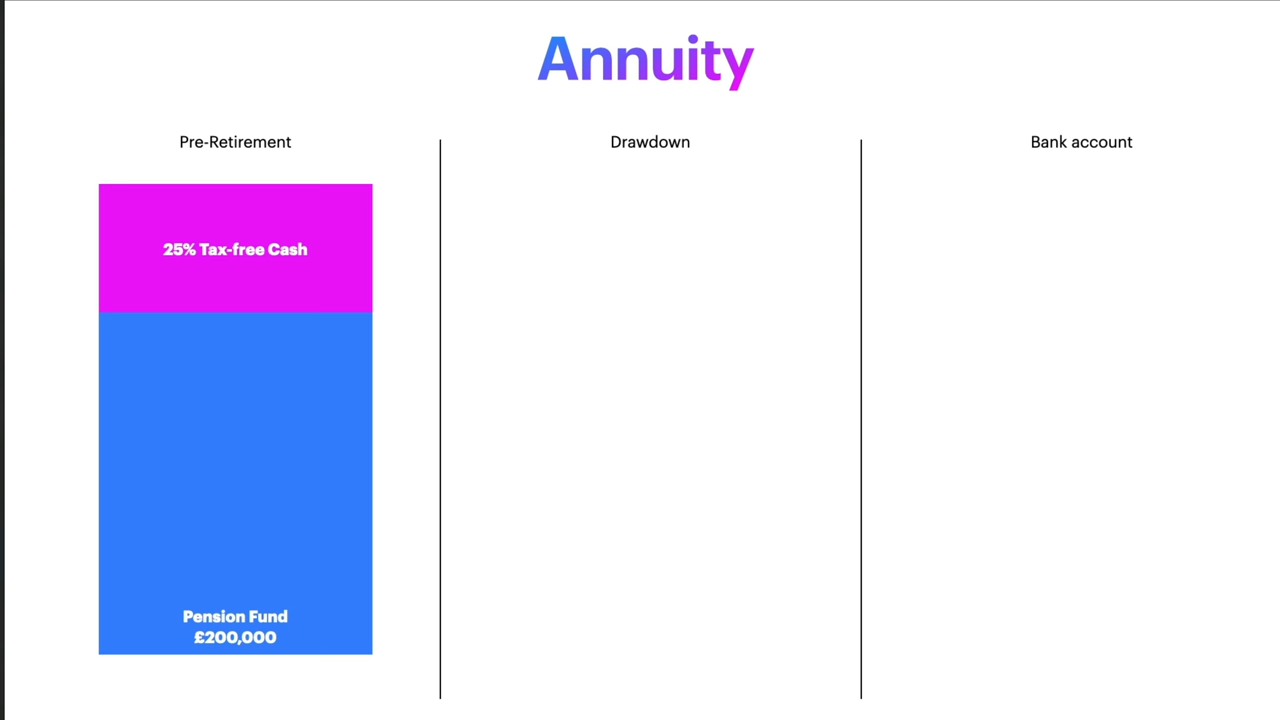 Annuity
Pre-Retirement
Drawdown
Bank account
25% Tax-free Cash
Pension Fund
£200,000